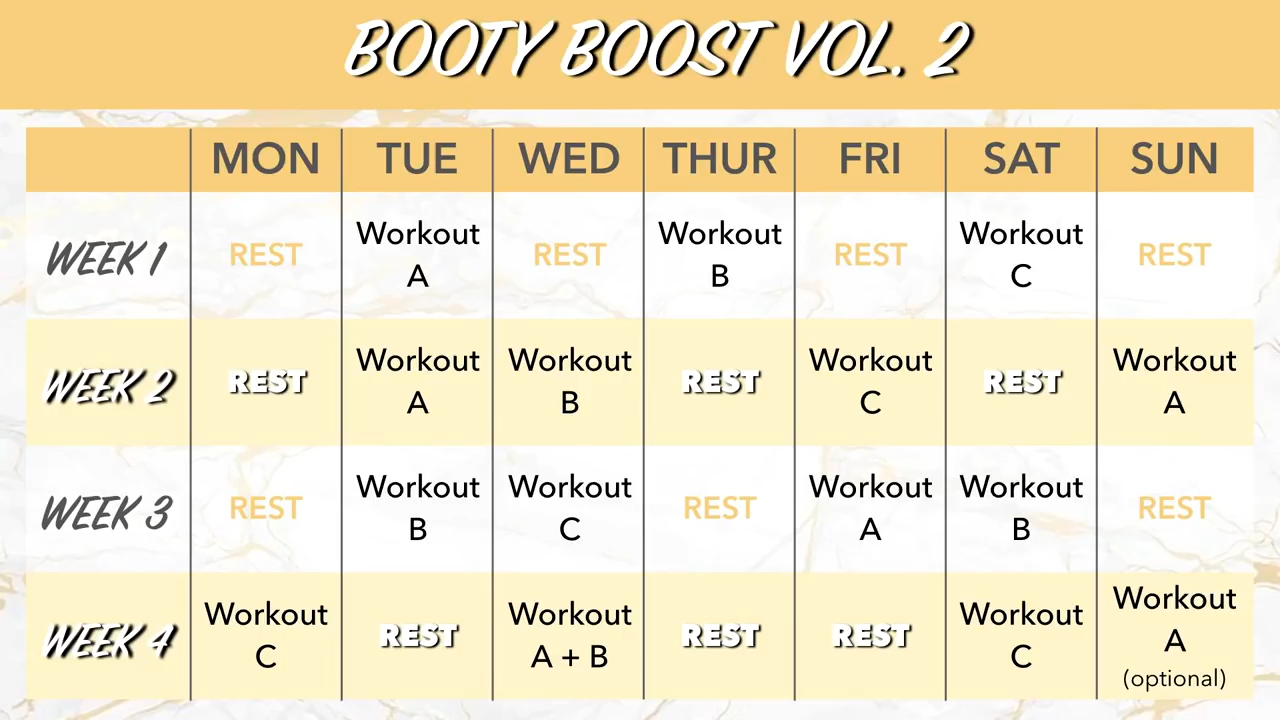 BOOTY BOOST VOL. 2
MON TUE WED THUR FRI SAT SUN
WEEK 1 REST Workout A REST Workout B REST Workout C REST
WEEK 2 REST Workout A Workout B REST Workout C REST Workout A
WEEK 3 REST Workout B Workout C REST Workout A Workout B REST
WEEK 4 Workout C REST Workout A + B REST REST Workout C Workout A (optional)